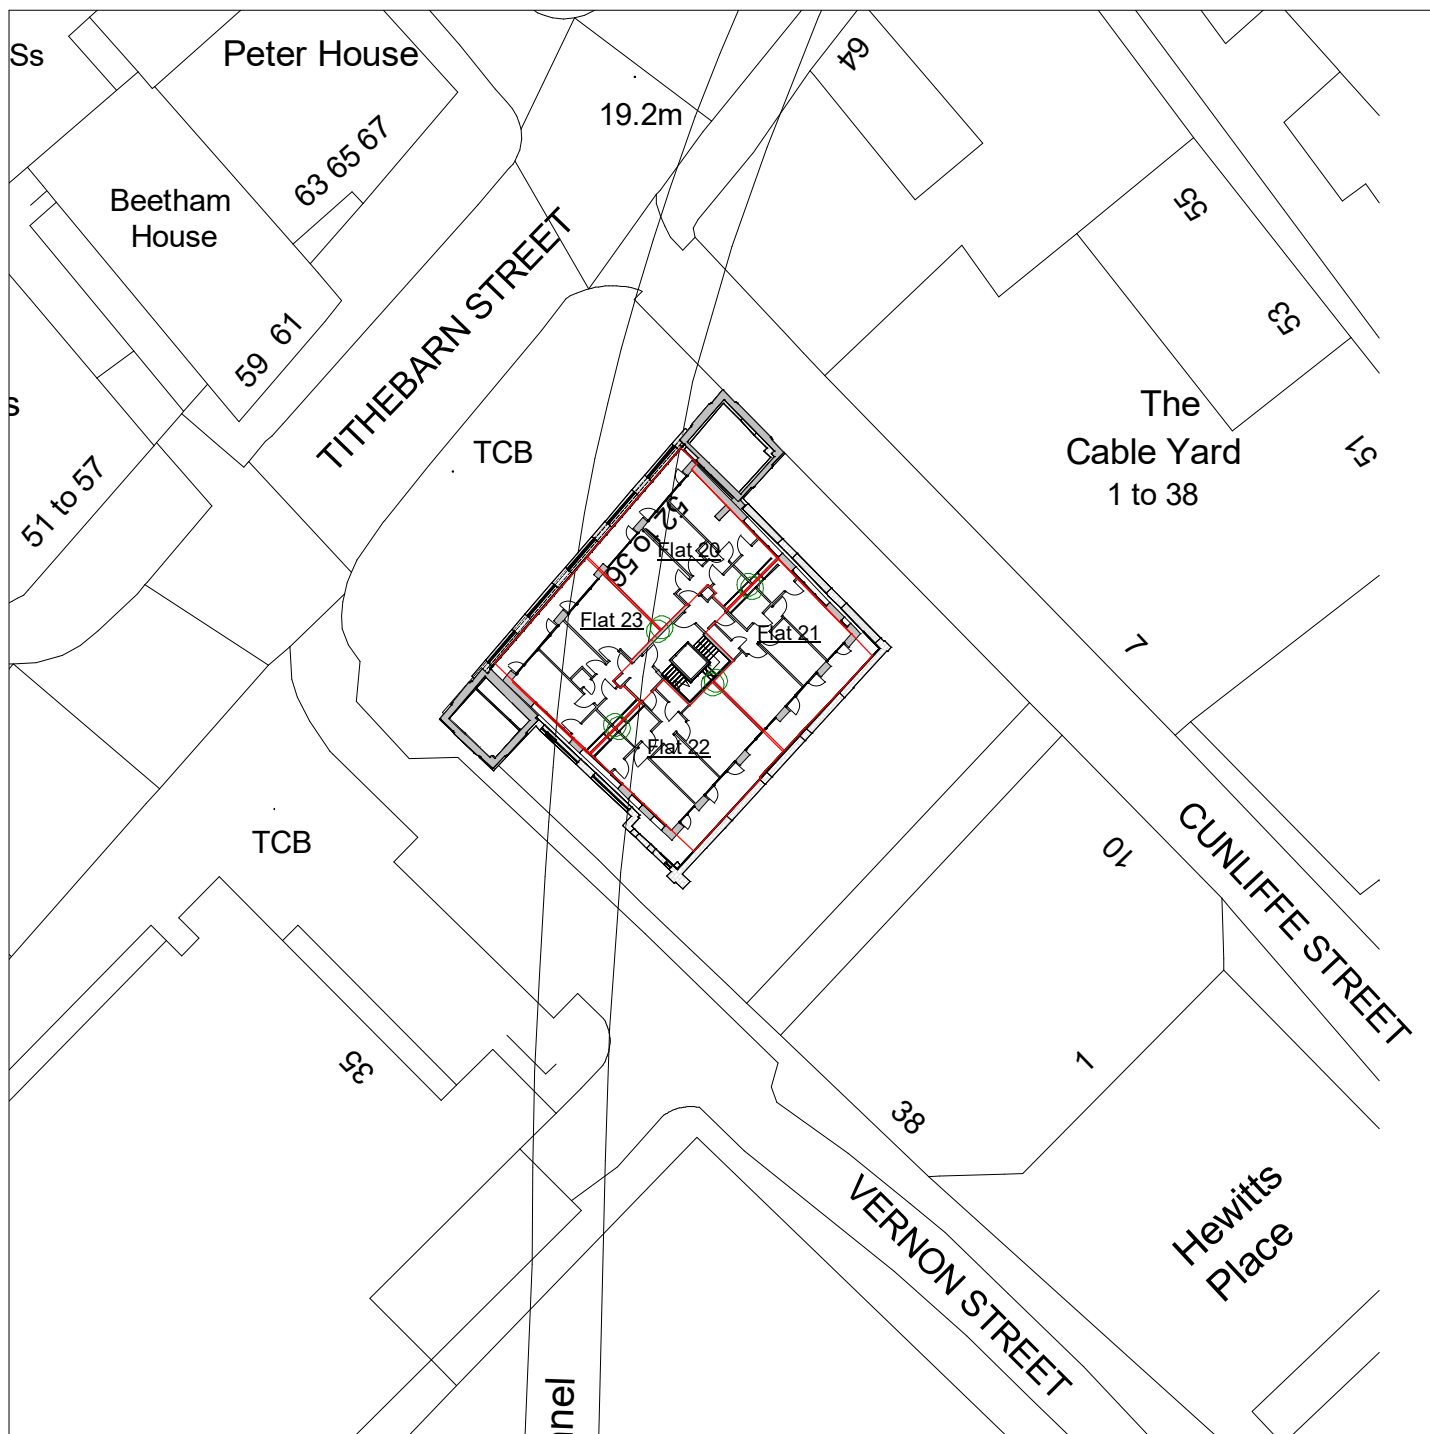 Ss
Peter House
64
19.2m
63 65 67
Beetham
House
55
TITHEBARN STREET
53
59 61
s
The
Cable Yard
1 to 38
51
TCB
51 to 57
52 to 56
Flat 20
Flat 23
Flat 21
7
Flat 22
TCB
10
CUNLIFFE STREET
35
1
38
VERNON STREET
Hewitts
Place
nnel